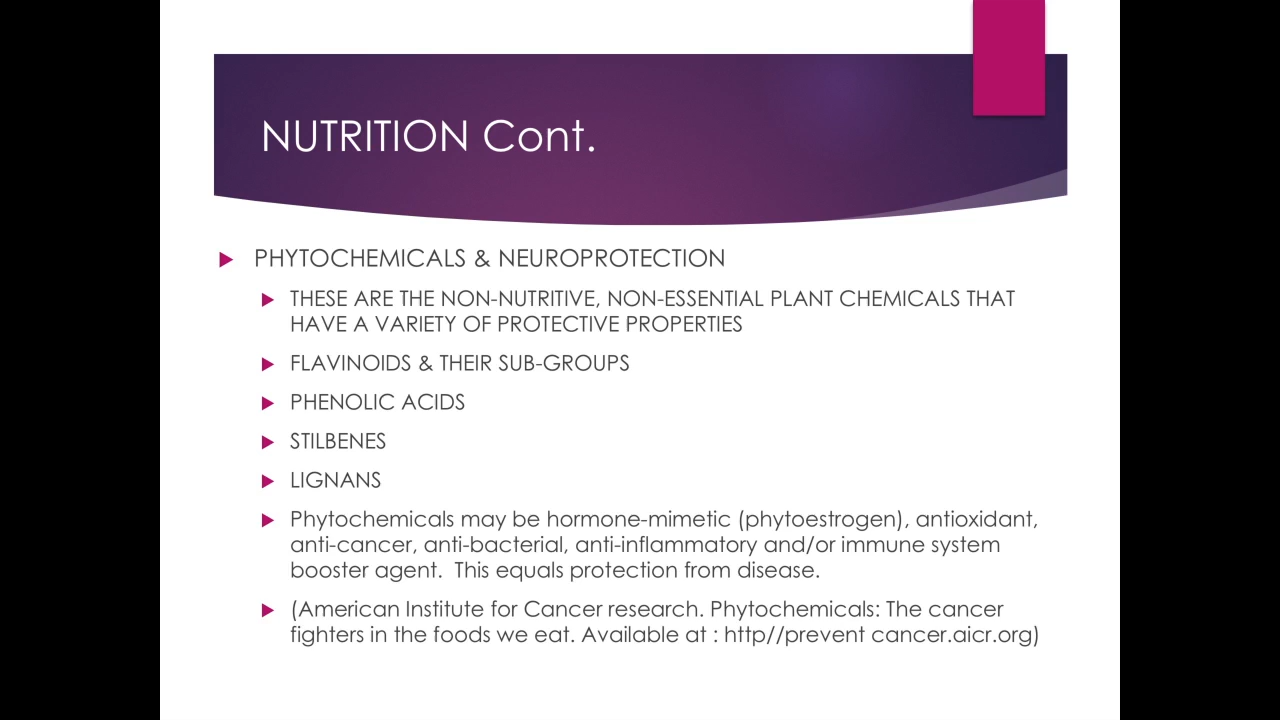 NUTRITION Cont.
PHYTOCHEMICALS & NEUROPROTECTION
THESE ARE THE NON-NUTRITIVE, NON-ESSENTIAL PLANT CHEMICALS THAT
HAVE A VARIETY OF PROTECTIVE PROPERTIES
FLAVINOIDS & THEIR SUB-GROUPS
PHENOLIC ACIDS
STILBENES
LIGNANS
Phytochemicals may be hormone-mimetic (phytoestrogen), antioxidant,
anti-cancer, anti-bacterial, anti-inflammatory and/or immune system
booster agent.  This equals protection from disease.
(American Institute for Cancer research. Phytochemicals: The cancer
fighters in the foods we eat. Available at : http//prevent cancer.aicr.org)